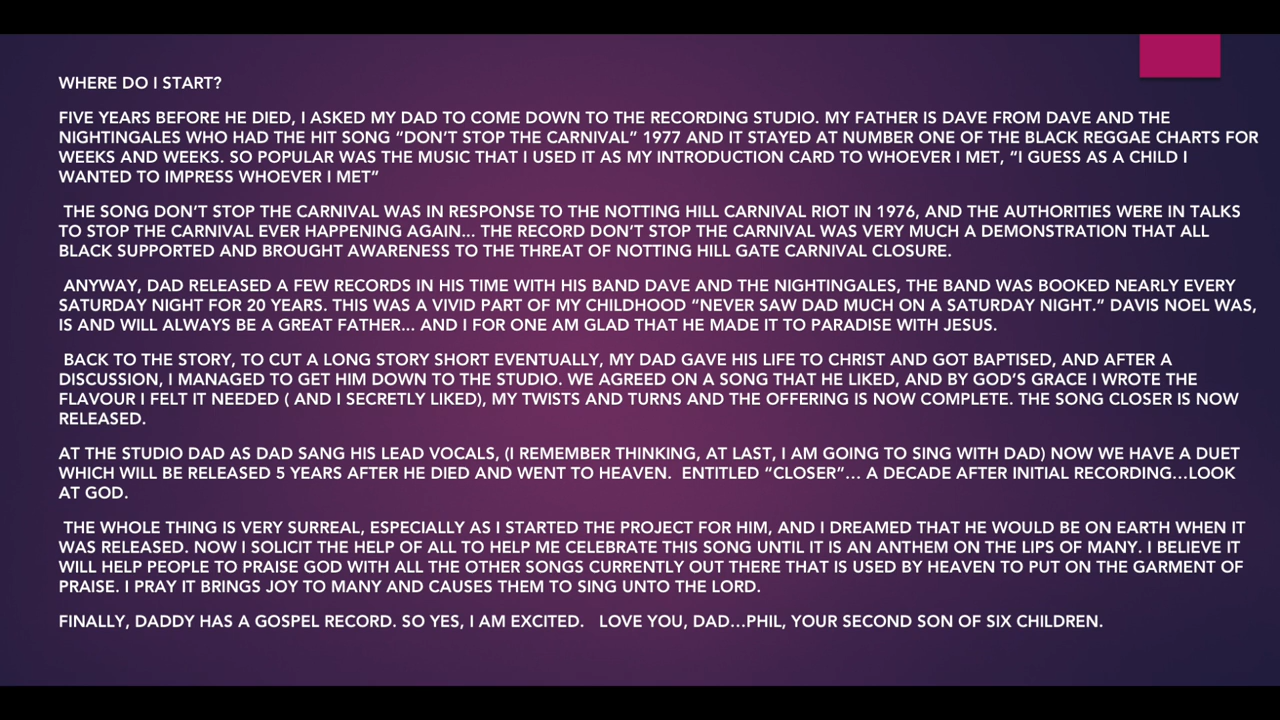 WHERE DO I START?
FIVE YEARS BEFORE HE DIED, I ASKED MY DAD TO COME DOWN TO THE RECORDING STUDIO. MY FATHER IS DAVE FROM DAVE AND THE
NIGHTINGALES WHO HAD THE HIT SONG “DON’T STOP THE CARNIVAL” 1977 AND IT STAYED AT NUMBER ONE OF THE BLACK REGGAE CHARTS FOR
WEEKS AND WEEKS. SO POPULAR WAS THE MUSIC THAT I USED IT AS MY INTRODUCTION CARD TO WHOEVER I MET, “I GUESS AS A CHILD I
WANTED TO IMPRESS WHOEVER I MET”
THE SONG DON’T STOP THE CARNIVAL WAS IN RESPONSE TO THE NOTTING HILL CARNIVAL RIOT IN 1976, AND THE AUTHORITIES WERE IN TALKS
TO STOP THE CARNIVAL EVER HAPPENING AGAIN... THE RECORD DON’T STOP THE CARNIVAL WAS VERY MUCH A DEMONSTRATION THAT ALL
BLACK SUPPORTED AND BROUGHT AWARENESS TO THE THREAT OF NOTTING HILL GATE CARNIVAL CLOSURE.
ANYWAY, DAD RELEASED A FEW RECORDS IN HIS TIME WITH HIS BAND DAVE AND THE NIGHTINGALES, THE BAND WAS BOOKED NEARLY EVERY
SATURDAY NIGHT FOR 20 YEARS. THIS WAS A VIVID PART OF MY CHILDHOOD “NEVER SAW DAD MUCH ON A SATURDAY NIGHT.” DAVIS NOEL WAS,
IS AND WILL ALWAYS BE A GREAT FATHER... AND I FOR ONE AM GLAD THAT HE MADE IT TO PARADISE WITH JESUS.
BACK TO THE STORY, TO CUT A LONG STORY SHORT EVENTUALLY, MY DAD GAVE HIS LIFE TO CHRIST AND GOT BAPTISED, AND AFTER A
DISCUSSION, I MANAGED TO GET HIM DOWN TO THE STUDIO. WE AGREED ON A SONG THAT HE LIKED, AND BY GOD’S GRACE I WROTE THE
FLAVOUR I FELT IT NEEDED ( AND I SECRETLY LIKED), MY TWISTS AND TURNS AND THE OFFERING IS NOW COMPLETE. THE SONG CLOSER IS NOW
RELEASED.
AT THE STUDIO DAD AS DAD SANG HIS LEAD VOCALS, (I REMEMBER THINKING, AT LAST, I AM GOING TO SING WITH DAD) NOW WE HAVE A DUET
WHICH WILL BE RELEASED 5 YEARS AFTER HE DIED AND WENT TO HEAVEN. ENTITLED “CLOSER”... A DECADE AFTER INITIAL RECORDING...LOOK
AT GOD.
THE WHOLE THING IS VERY SURREAL, ESPECIALLY AS I STARTED THE PROJECT FOR HIM, AND I DREAMED THAT HE WOULD BE ON EARTH WHEN IT
WAS RELEASED. NOW I SOLICIT THE HELP OF ALL TO HELP ME CELEBRATE THIS SONG UNTIL IT IS AN ANTHEM ON THE LIPS OF MANY. I BELIEVE IT
WILL HELP PEOPLE TO PRAISE GOD WITH ALL THE OTHER SONGS CURRENTLY OUT THERE THAT IS USED BY HEAVEN TO PUT ON THE GARMENT OF
PRAISE. I PRAY IT BRINGS JOY TO MANY AND CAUSES THEM TO SING UNTO THE LORD.
FINALLY, DADDY HAS A GOSPEL RECORD. SO YES, I AM EXCITED. LOVE YOU, DAD...PHIL, YOUR SECOND SON OF SIX CHILDREN.